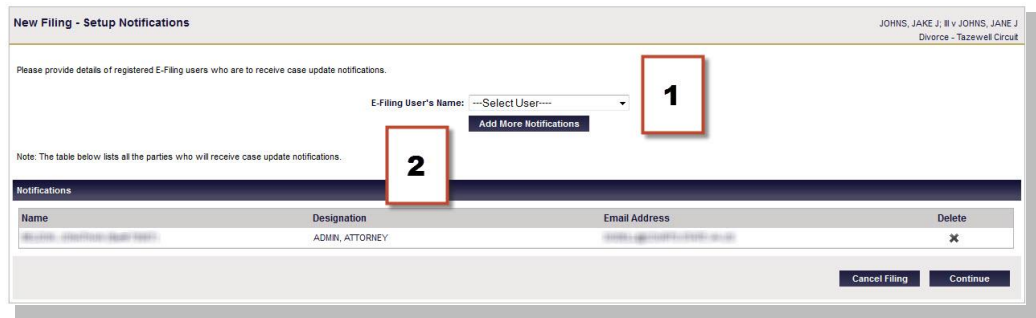 New Filing - Setup Notifications
JOHNS, JAKE J; III v JOHNS, JANE J
Divorce - Tazewell Circuit
Please provide details of registered E-Filing users who are to receive case update notifications.
1
E-Filing User's Name: ---Select User----
Add More Notifications
2
Note: The table below lists all the parties who will receive case update notifications.
Notifications
Name Designation Email Address Delete
ADMIN, ATTORNEY
Cancel Filing Continue